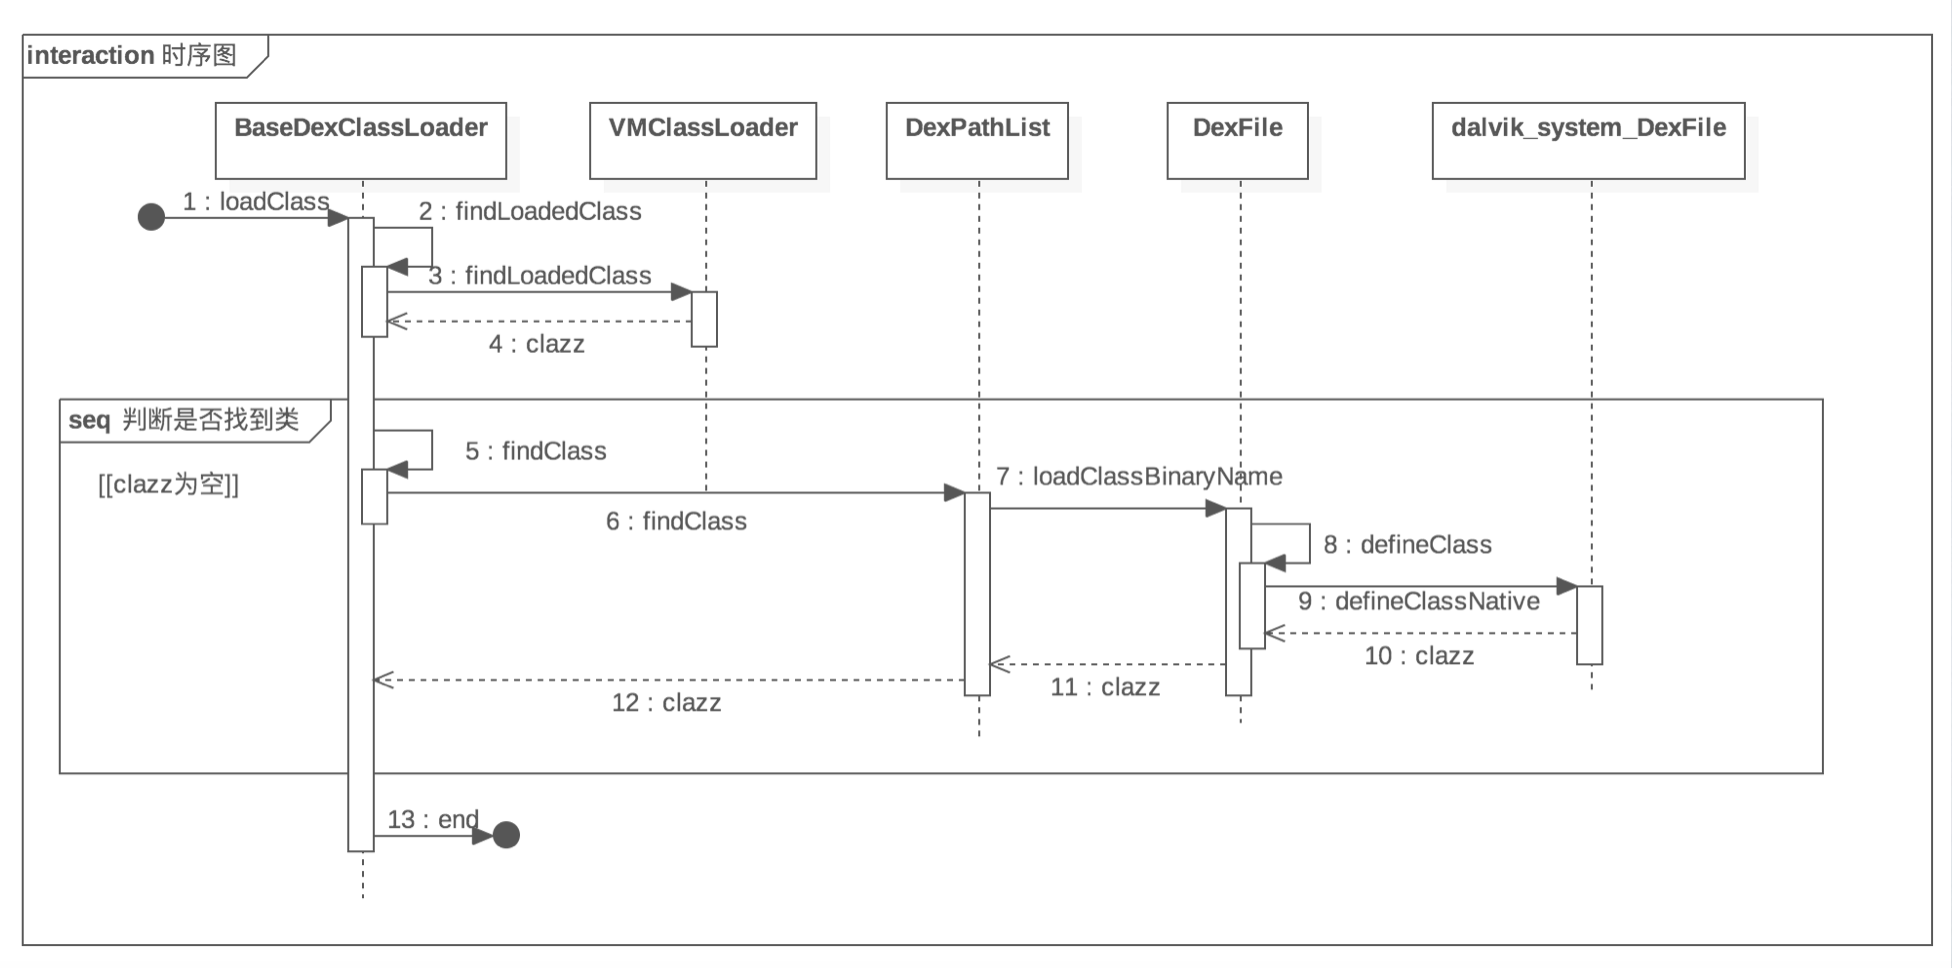 interaction 时序图
BaseDexClassLoader
VMClassLoader
DexPathList
DexFile
dalvik_system_DexFile
1 : loadClass
2 : findLoadedClass
3 : findLoadedClass
4 : clazz
seq 判断是否找到类
[[clazz为空]]
5 : findClass
6 : findClass
7 : loadClassBinaryName
8 : defineClass
9 : defineClassNative
10 : clazz
11 : clazz
12 : clazz
13 : end